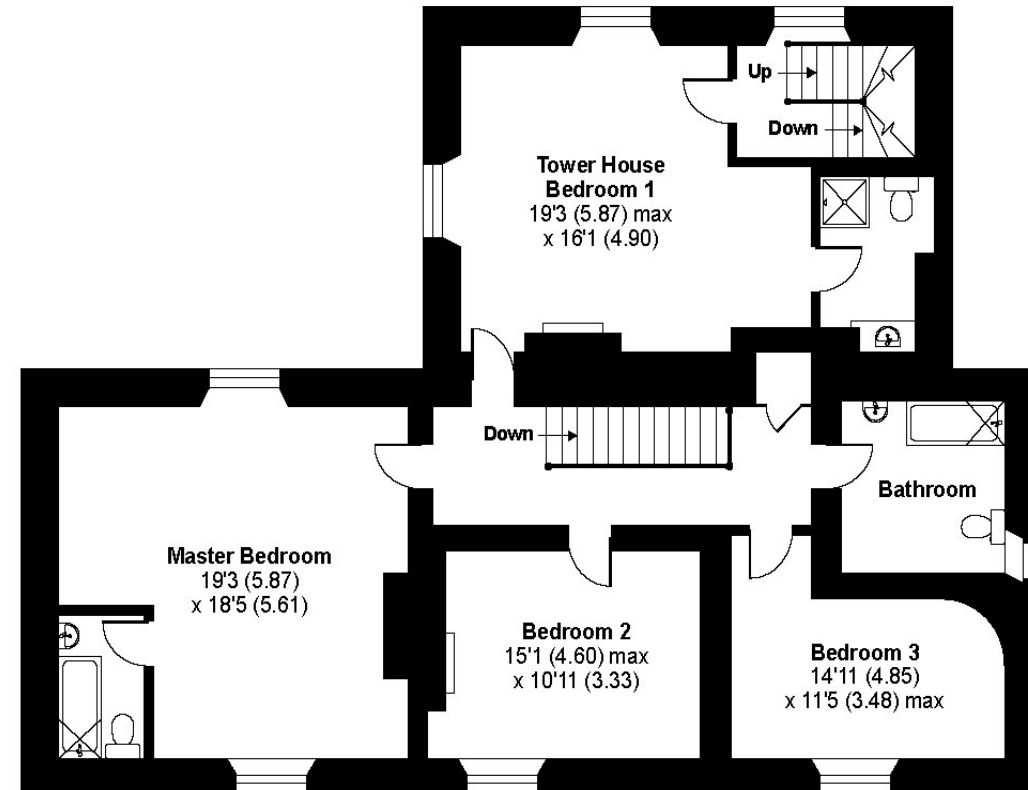 Up
Down
Tower House
Bedroom 1
19'3 (5.87) max
x 16'1 (4.90)
Down
Bathroom
Master Bedroom
19'3 (5.87)
x 18'5 (5.61)
Bedroom 2
15'1 (4.60) max
x 10'11 (3.33)
Bedroom 3
14'11 (4.85)
x 11'5 (3.48) max